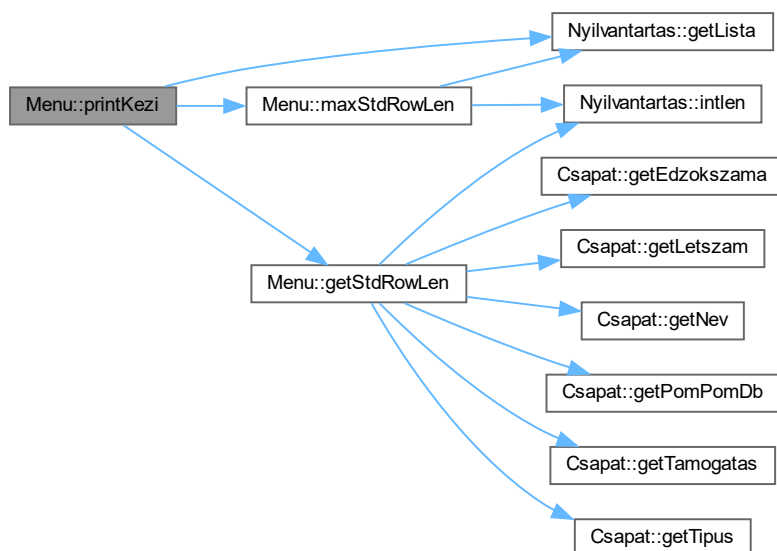 Nyilvantartas::getLista
Menu::printKezi
Menu::maxStdRowLen
Nyilvantartas::intlen
Csapat::getEdzokszama
Csapat::getLetszam
Menu::getStdRowLen
Csapat::getNev
Csapat::getPomPomDb
Csapat::getTamogatas
Csapat::getTipus